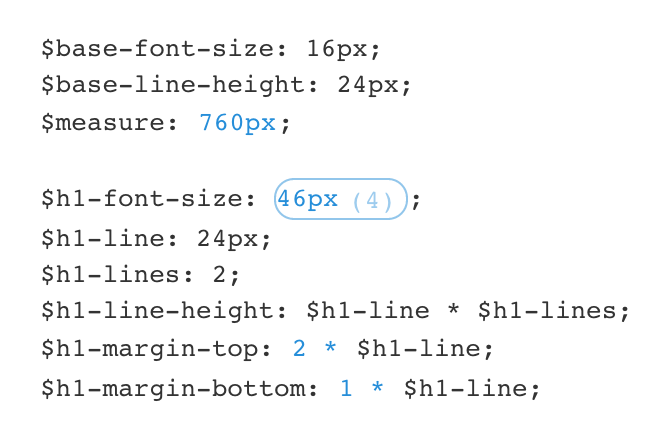 $base-font-size: 16px;
$base-line-height: 24px;
$measure: 760px;
$h1-font-size: 46px (4);
$h1-line: 24px;
$h1-lines: 2;
$h1-line-height: $h1-line * $h1-lines;
$h1-margin-top: 2 * $h1-line;
$h1-margin-bottom: 1 * $h1-line;